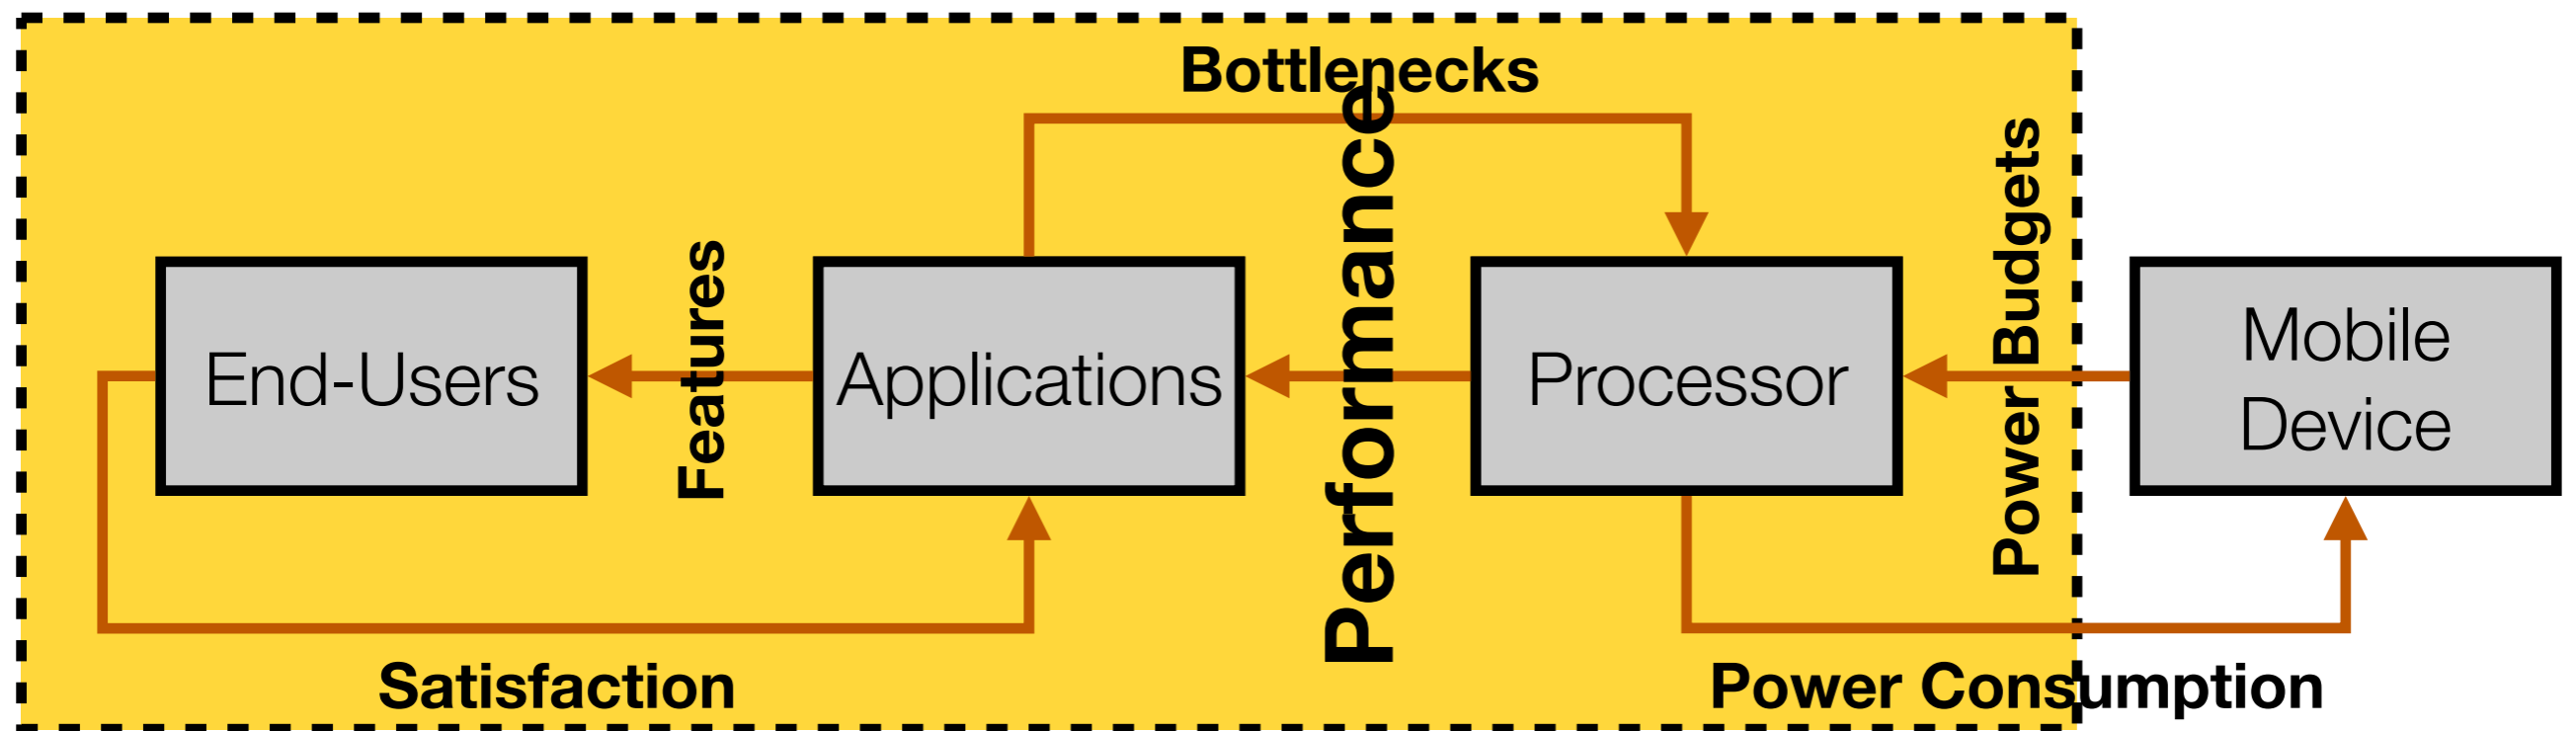 Bottlenecks
End-Users
Features
Applications
Performance
Processor
Power Budgets
Mobile
Device
Satisfaction
Power Consumption